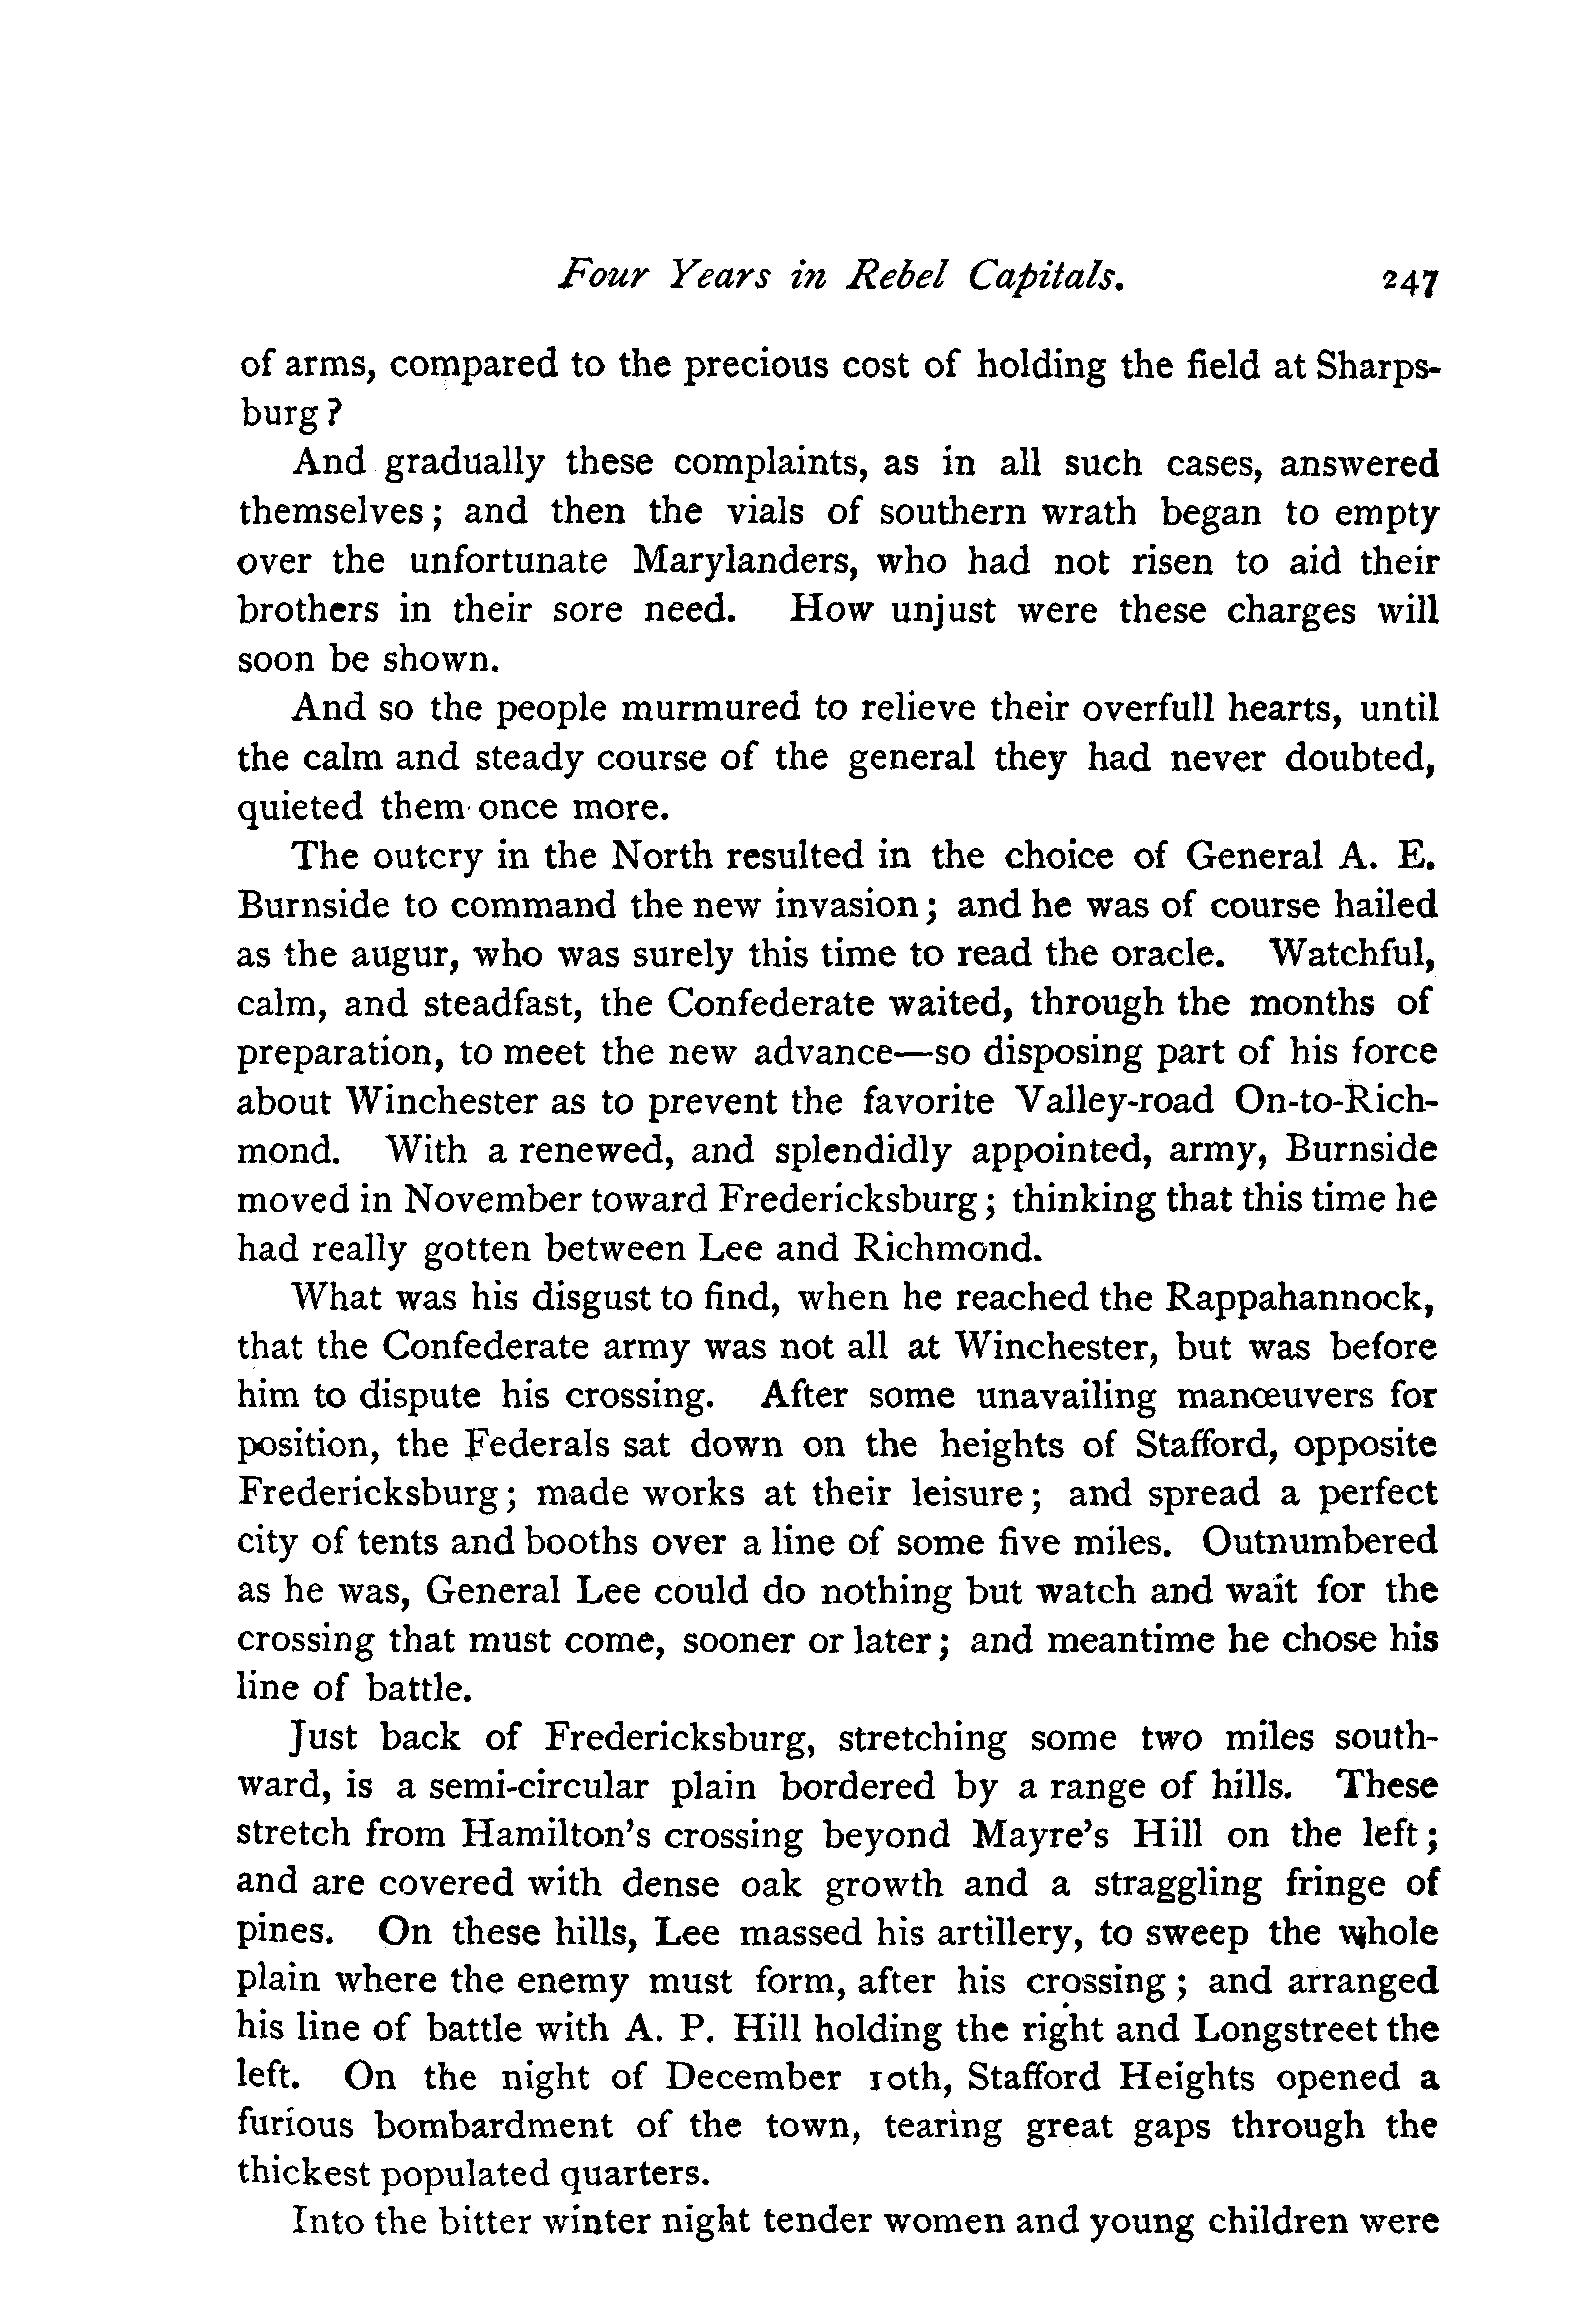 Four Years in Rebel Capitals. 247
of arms, compared to the precious cost of holding the field at Sharps-
burg?
And gradually these complaints, as in all such cases, answered
themselves; and then the vials of southern wrath began to empty
over the unfortunate Marylanders, who had not risen to aid their
brothers in their sore need. How unjust were these charges will
soon be shown.
And so the people murmured to relieve their overfull hearts, until
the calm and steady course of the general they had never doubted,
quieted them once more.
The outcry in the North resulted in the choice of General A. E.
Burnside to command the new invasion; and he was of course hailed
as the augur, who was surely this time to read the oracle. Watchful,
calm, and steadfast, the Confederate waited, through the months of
preparation, to meet the new advance—so disposing part of his force
about Winchester as to prevent the favorite Valley-road On-to-Rich-
mond. With a renewed, and splendidly appointed, army, Burnside
moved in November toward Fredericksburg; thinking that this time he
had really gotten between Lee and Richmond.
What was his disgust to find, when he reached the Rappahannock,
that the Confederate army was not all at Winchester, but was before
him to dispute his crossing. After some unavailing manœuvers for
position, the Federals sat down on the heights of Stafford, opposite
Fredericksburg; made works at their leisure; and spread a perfect
city of tents and booths over a line of some five miles. Outnumbered
as he was, General Lee could do nothing but watch and wait for the
crossing that must come, sooner or later; and meantime he chose his
line of battle.
Just back of Fredericksburg, stretching some two miles south-
ward, is a semi-circular plain bordered by a range of hills. These
stretch from Hamilton's crossing beyond Mayre's Hill on the left;
and are covered with dense oak growth and a straggling fringe of
pines. On these hills, Lee massed his artillery, to sweep the whole
plain where the enemy must form, after his crossing; and arranged
his line of battle with A. P. Hill holding the right and Longstreet the
left. On the night of December 10th, Stafford Heights opened a
furious bombardment of the town, tearing great gaps through the
thickest populated quarters.
Into the bitter winter night tender women and young children were